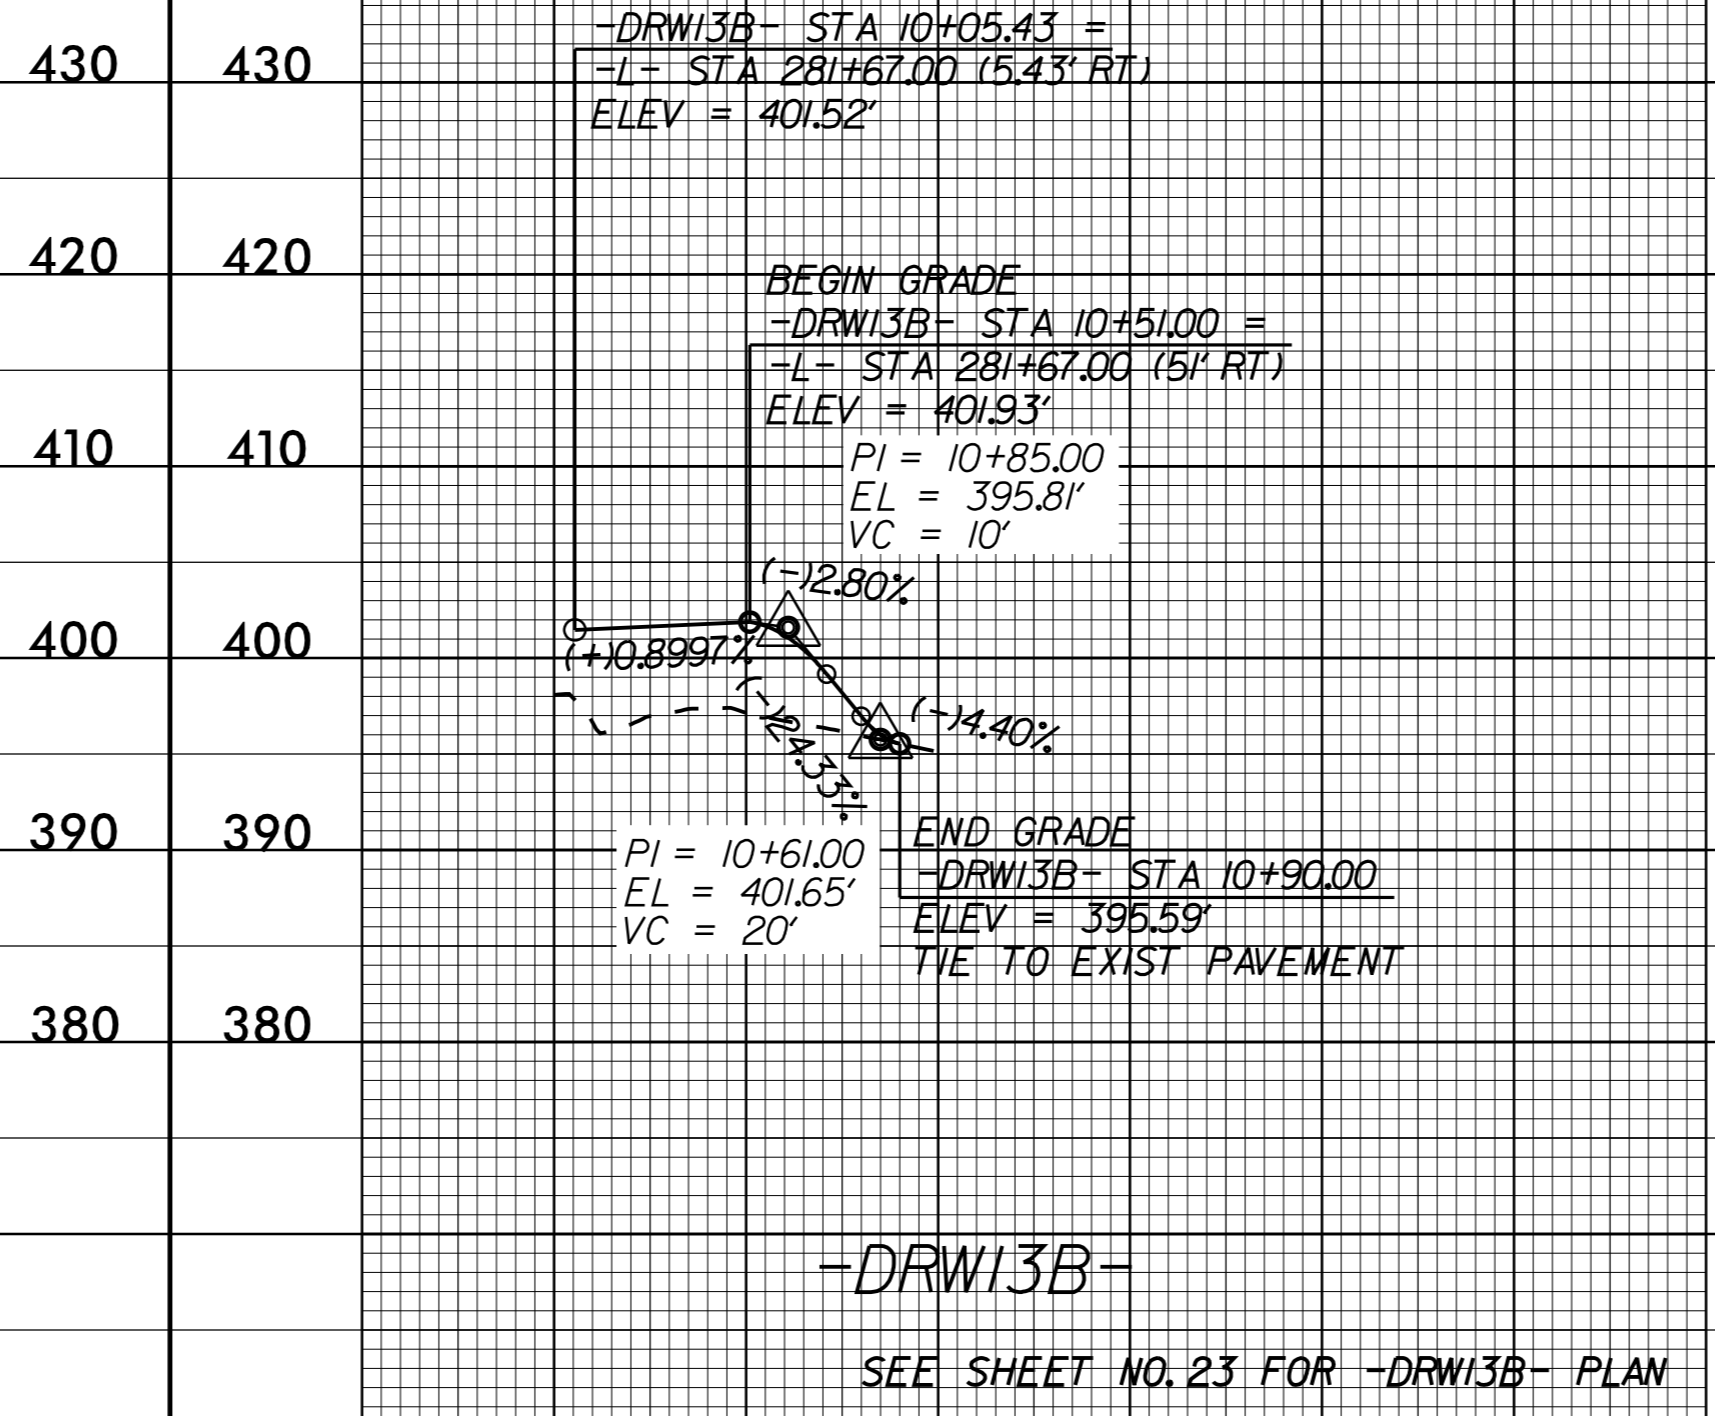 430 430
-DRW13B- STA 10+05.43 =
-L- STA 281+67.00 (5.43' RT)
ELEV = 401.52'
420 420
BEGIN GRADE
-DRW13B- STA 10+51.00 =
-L- STA 281+67.00 (51' RT)
ELEV = 401.93'
410 410
PI = 10+85.00
EL = 395.81'
VC = 10'
(-)2.80%
400 400
(+)0.8997%
(-)24.33%
(-)4.40%
390 390
PI = 10+61.00
EL = 401.65'
VC = 20'
END GRADE
-DRW13B- STA 10+90.00
ELEV = 395.59'
TIE TO EXIST PAVEMENT
380 380
-DRW13B-
SEE SHEET NO. 23 FOR -DRW13B- PLAN